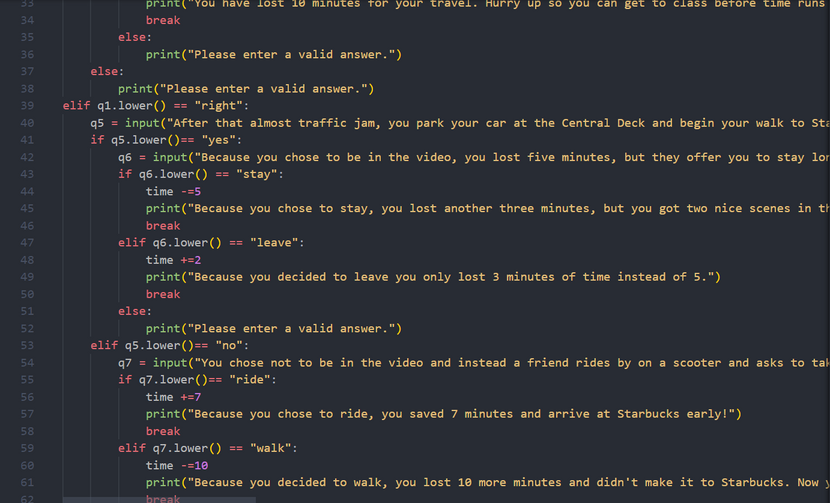 33 print("You have lost 10 minutes for your travel. Hurry up so you can get to class before time runs
34 break
35 else:
36 print("Please enter a valid answer.")
37 else:
38 print("Please enter a valid answer.")
39 elif q1.lower() == "right":
40 q5 = input("After that almost traffic jam, you park your car at the Central Deck and begin your walk to
41 if q5.lower()== "yes":
42 q6 = input("Because you chose to be in the video, you lost five minutes, but they offer you to stay
43 if q6.lower() == "stay":
44 time -=5
45 print("Because you chose to stay, you lost another three minutes, but you got two nice scenes in
46 break
47 elif q6.lower() == "leave":
48 time +=2
49 print("Because you decided to leave you only lost 3 minutes of time instead of 5.")
50 break
51 else:
52 print("Please enter a valid answer.")
53 elif q5.lower()== "no":
54 q7 = input("You chose not to be in the video and instead a friend rides by on a scooter and asks to
55 if q7.lower()== "ride":
56 time +=7
57 print("Because you chose to ride, you saved 7 minutes and arrive at Starbucks early!")
58 break
59 elif q7.lower() == "walk":
60 time -=10
61 print("Because you decided to walk, you lost 10 more minutes and didn't make it to Starbucks. Now
62 break